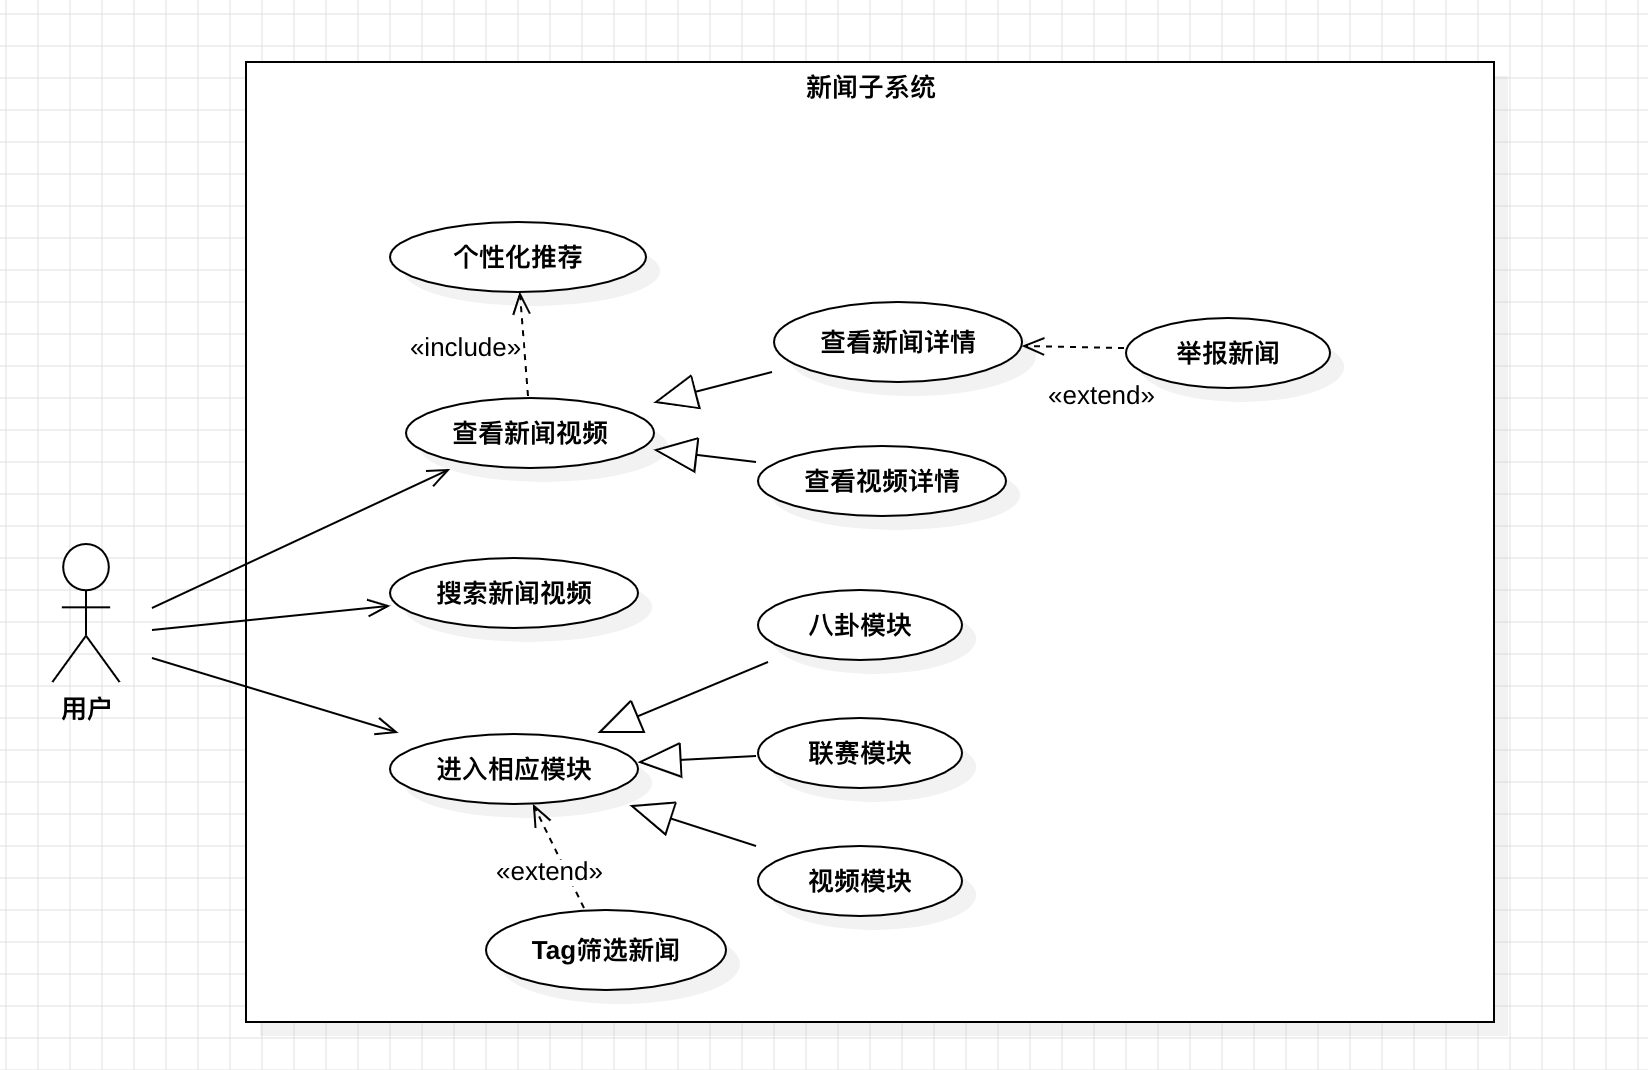 新闻子系统
个性化推荐
«include»
查看新闻详情
举报新闻
«extend»
查看新闻视频
查看视频详情
搜索新闻视频
八卦模块
用户
进入相应模块
联赛模块
«extend»
视频模块
Tag筛选新闻